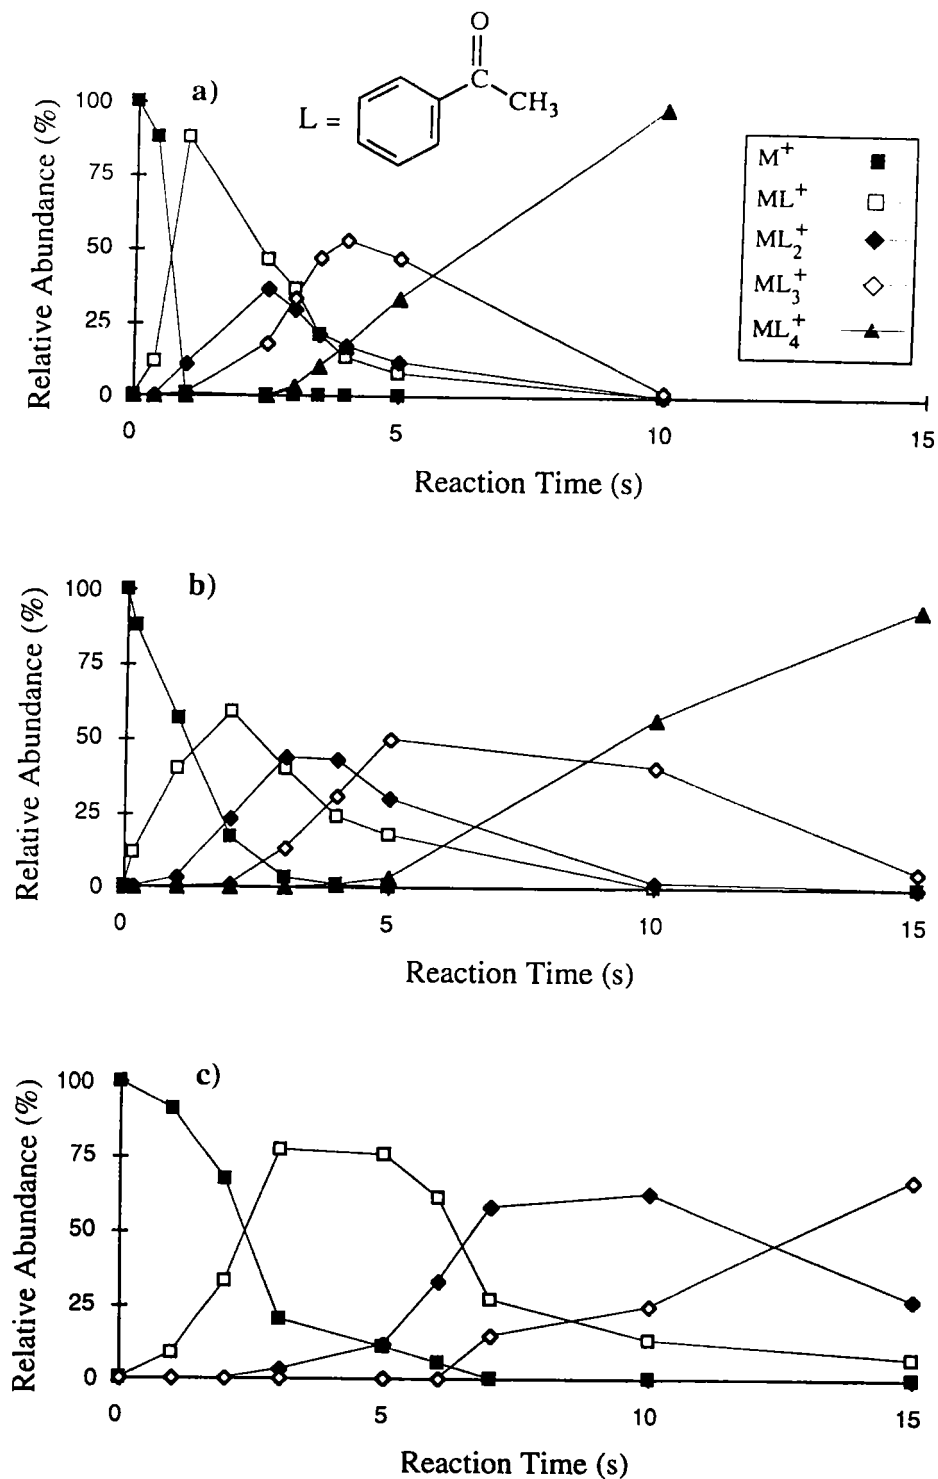 O
C
CH₃
L =
a)
Relative Abundance (%)
100
75
50
25
0
0 5 10 15
Reaction Time (s)
M⁺
ML⁺
ML₂⁺
ML₃⁺
ML₄⁺
b)
Relative Abundance (%)
100
75
50
25
0
0 5 10 15
Reaction Time (s)
c)
Relative Abundance (%)
100
75
50
25
0
0 5 10 15
Reaction Time (s)